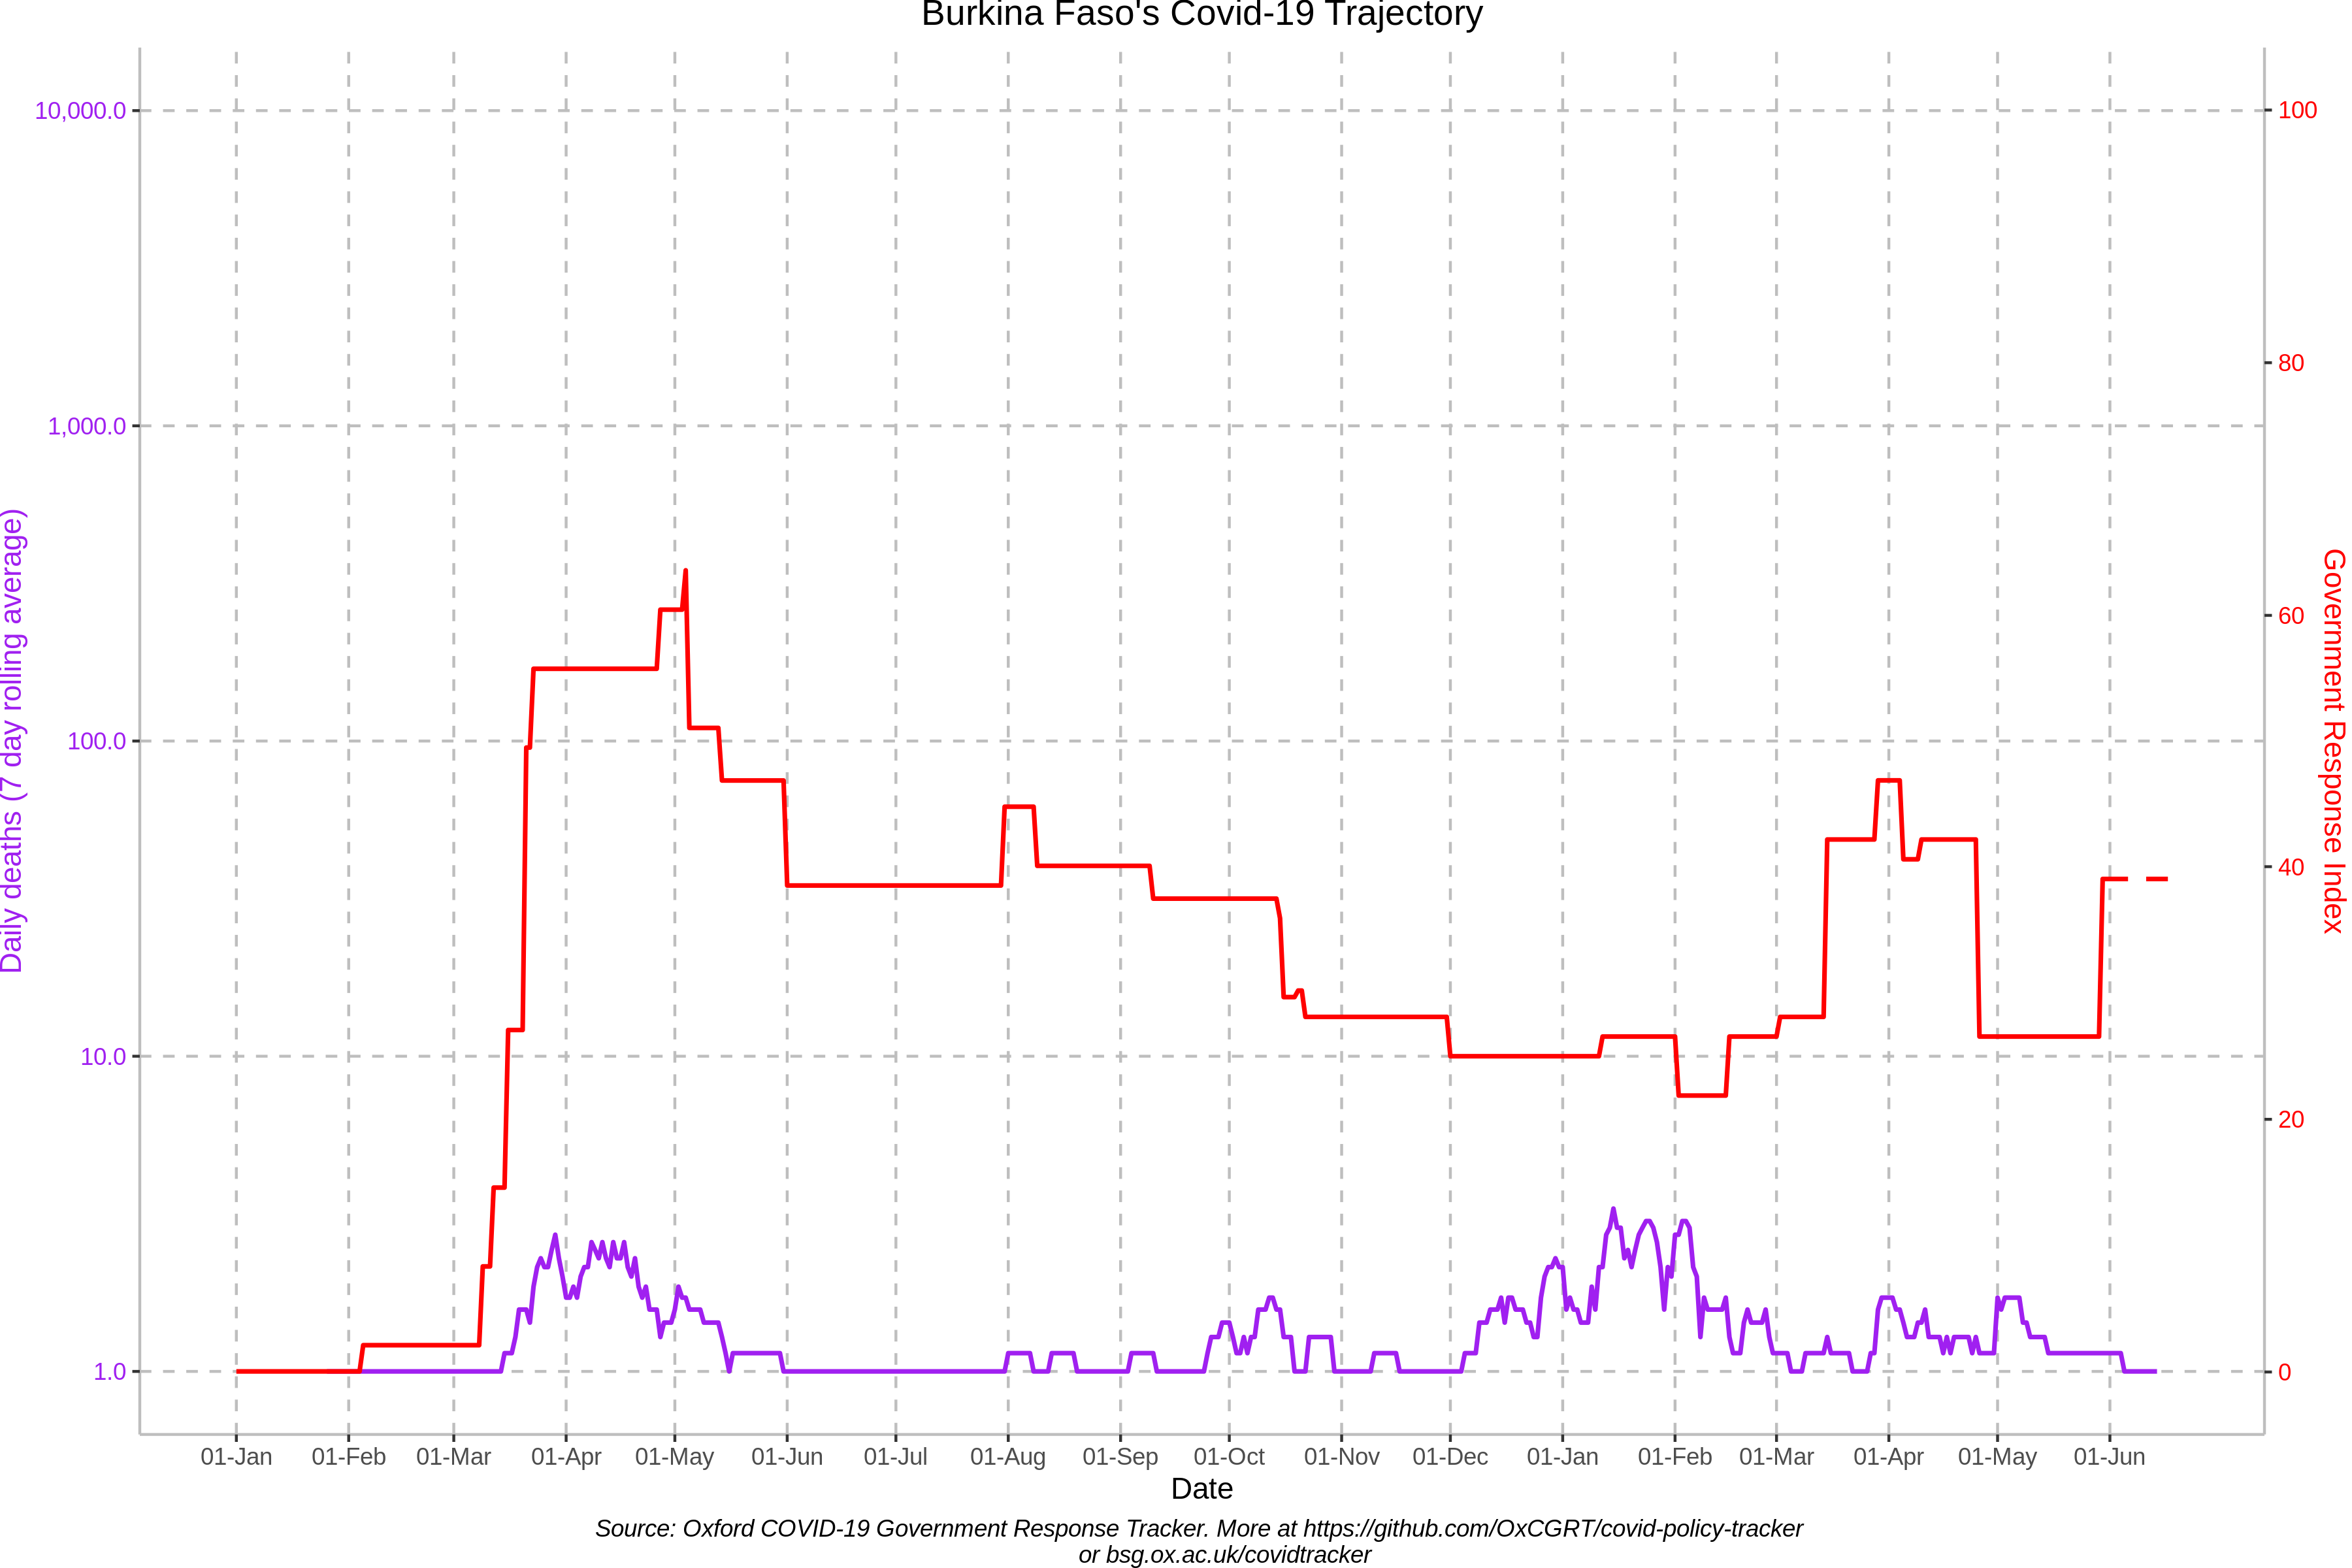 Burkina Faso's Covid-19 Trajectory
10,000.0
1,000.0
100.0
10.0
1.0
Daily deaths (7 day rolling average)
100
80
60
40
20
0
Government Response Index
01-Jan 01-Feb 01-Mar 01-Apr 01-May 01-Jun 01-Jul 01-Aug 01-Sep 01-Oct 01-Nov 01-Dec 01-Jan 01-Feb 01-Mar 01-Apr 01-May 01-Jun
Date
Source: Oxford COVID-19 Government Response Tracker. More at https://github.com/OxCGRT/covid-policy-tracker
or bsg.ox.ac.uk/covidtracker